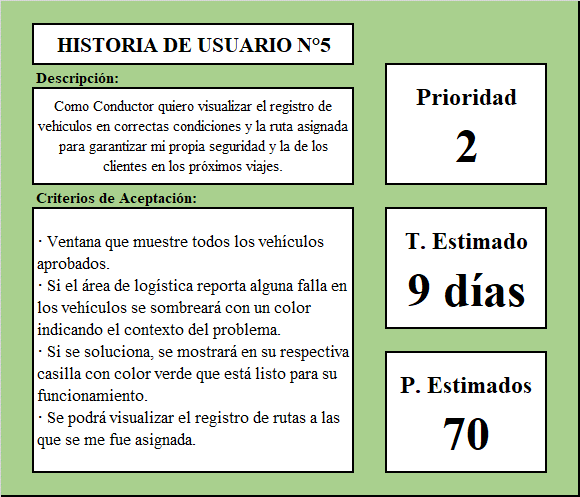 HISTORIA DE USUARIO N°5
Descripción:
Como Conductor quiero visualizar el registro de
vehiculos en correctas condiciones y la ruta asignada
para garantizar mi propia seguridad y la de los
clientes en los próximos viajes.
Criterios de Aceptación:
· Ventana que muestre todos los vehículos
aprobados.
· Si el área de logística reporta alguna falla en
los vehículos se sombreará con un color
indicando el contexto del problema.
· Si se soluciona, se mostrará en su respectiva
casilla con color verde que está listo para su
funcionamiento.
· Se podrá visualizar el registro de rutas a las
que se me fue asignada.
Prioridad
2
T. Estimado
9 días
P. Estimados
70